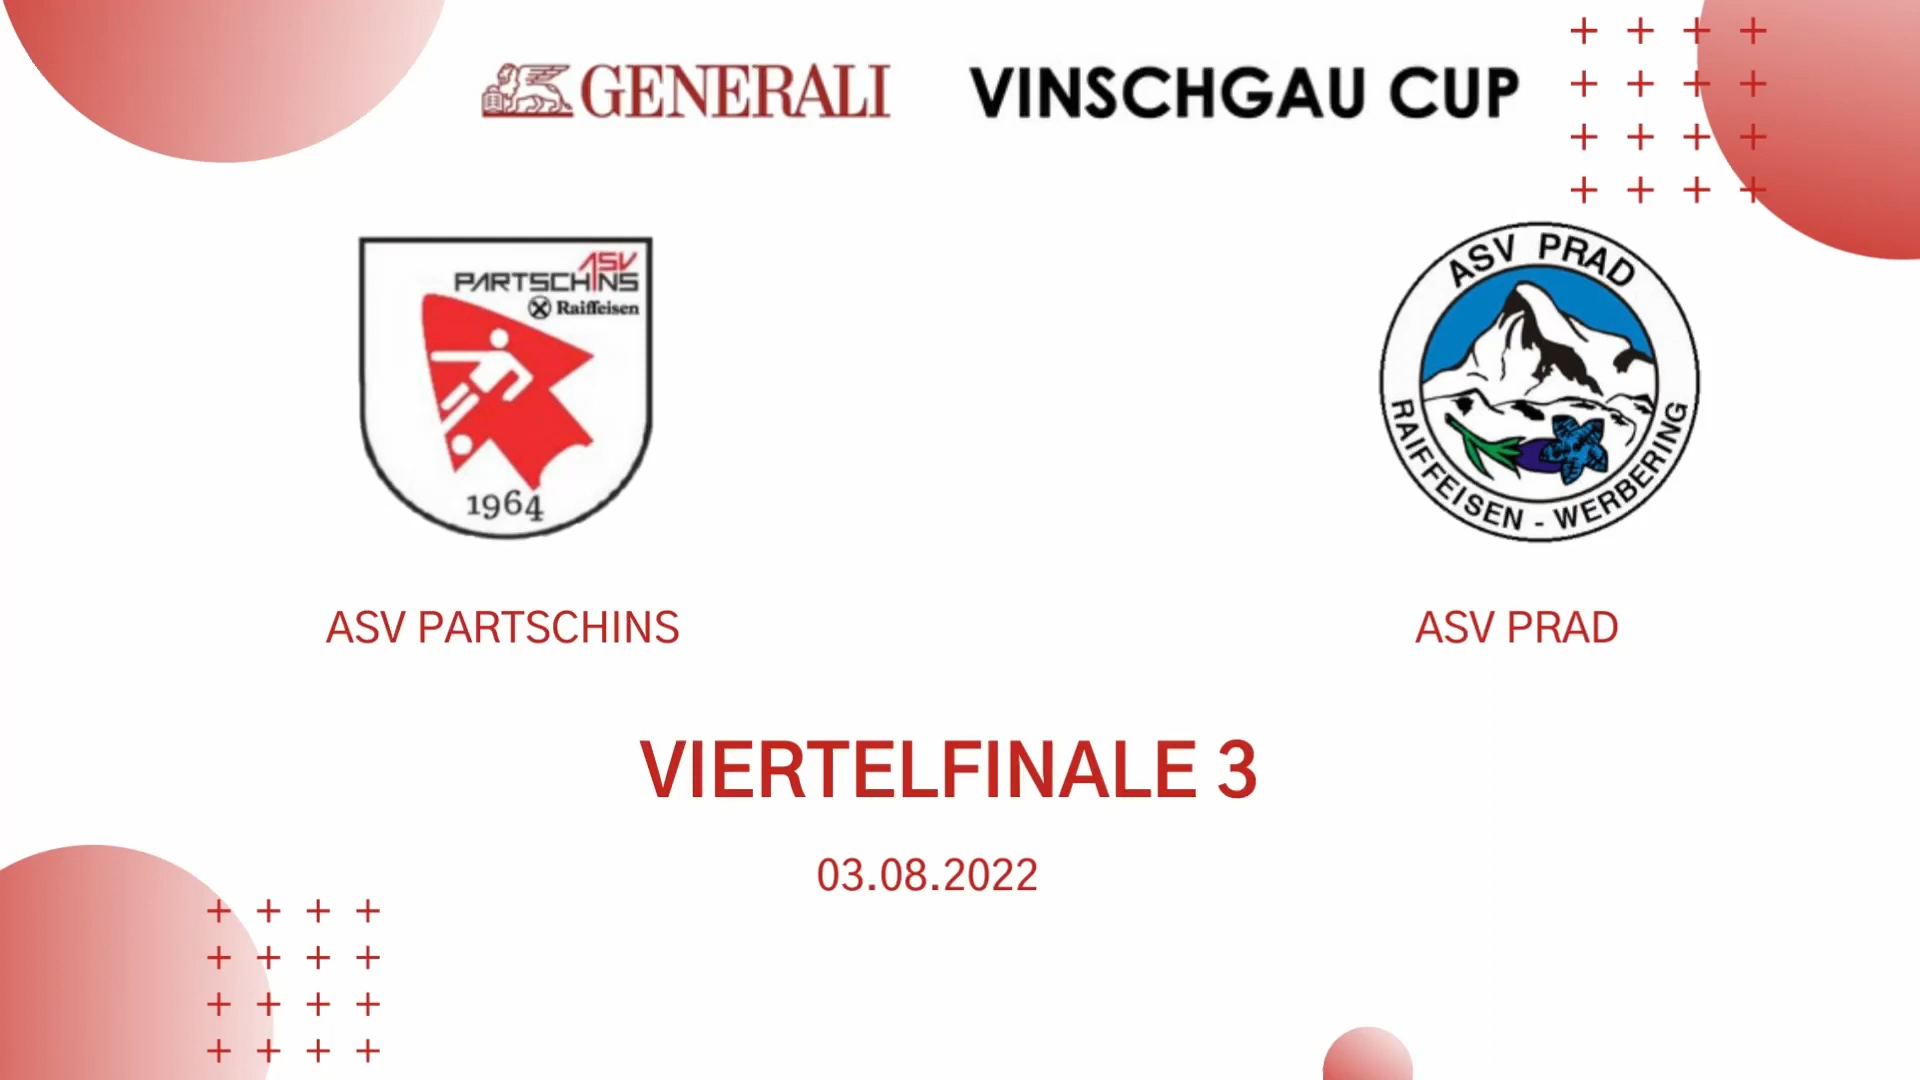 GENERALI VINSCHGAU CUP
ASV
PARTSCHINS
Raiffeisen
1964
ASV PRAD
RAIFFEISEN - WERBERING
ASV PARTSCHINS
ASV PRAD
VIERTELFINALE 3
03.08.2022